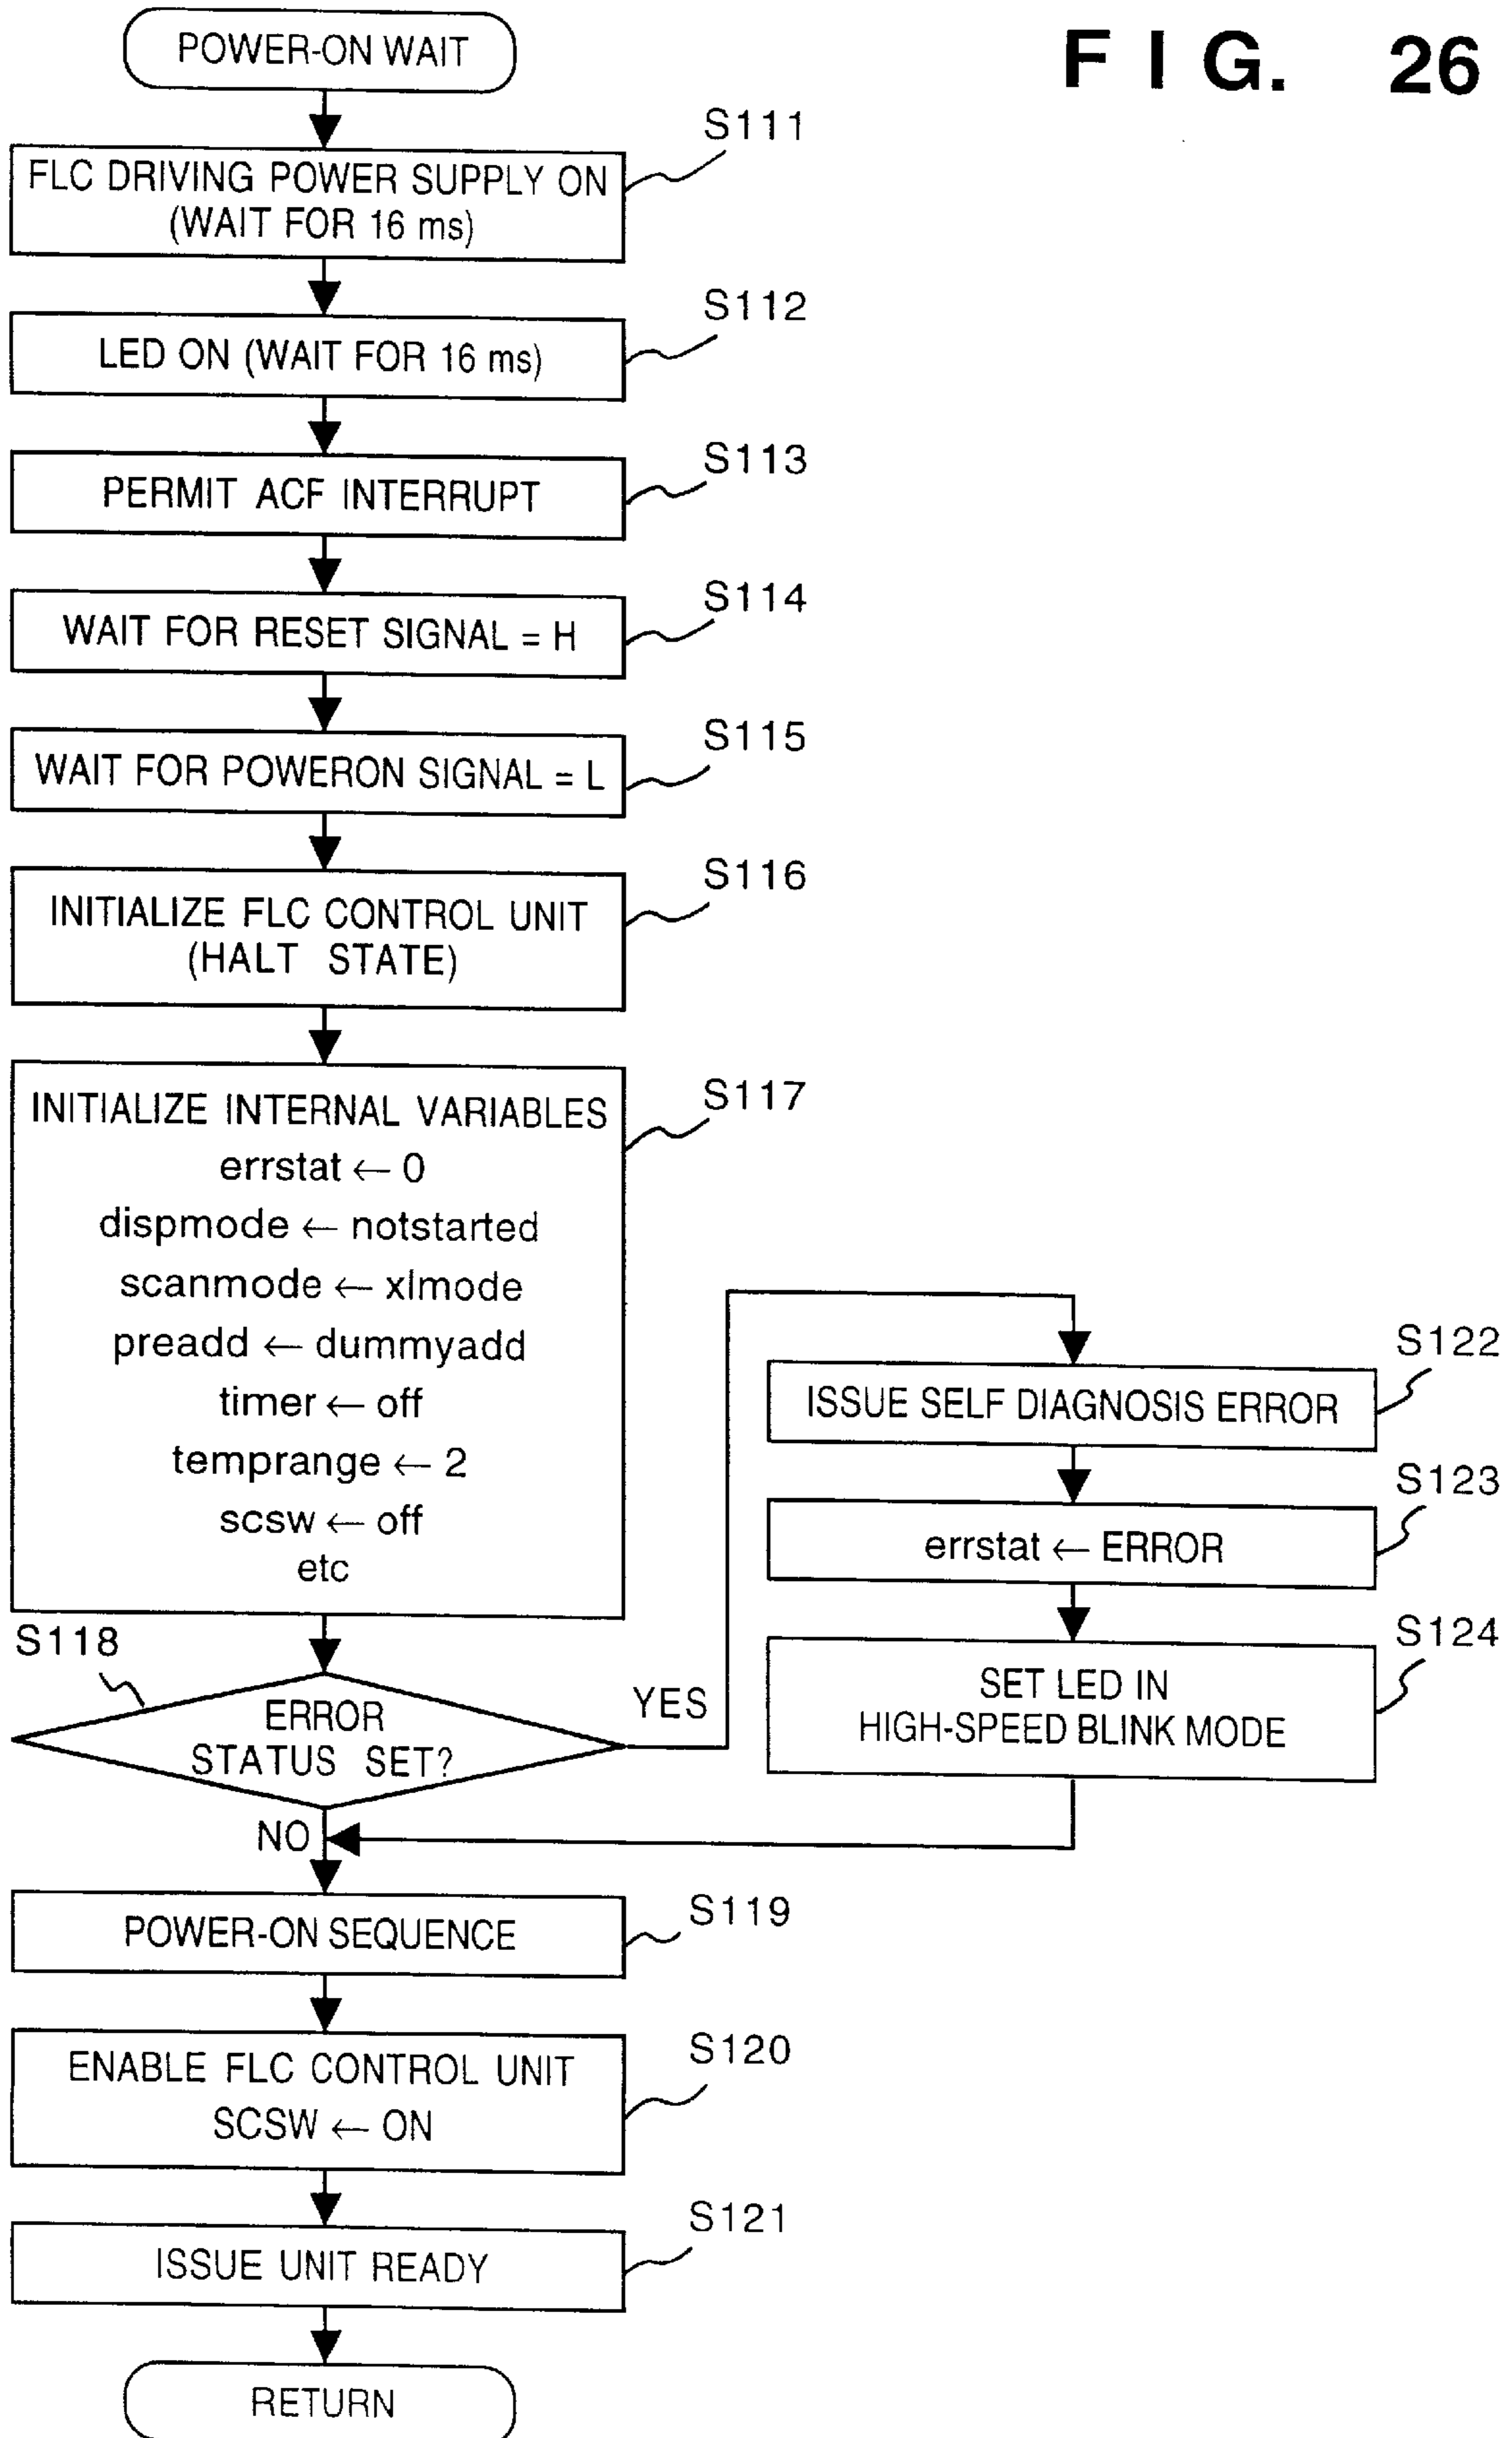 FIG. 26
POWER-ON WAIT
S111
FLC DRIVING POWER SUPPLY ON
(WAIT FOR 16 ms)
S112
LED ON (WAIT FOR 16 ms)
S113
PERMIT ACF INTERRUPT
S114
WAIT FOR RESET SIGNAL = H
S115
WAIT FOR POWERON SIGNAL = L
S116
INITIALIZE FLC CONTROL UNIT
(HALT STATE)
S117
INITIALIZE INTERNAL VARIABLES
errstat ← 0
dispmode ← notstarted
scanmode ← xlmode
preadd ← dummyadd
timer ← off
temprange ← 2
scsw ← off
etc
S118
ERROR
STATUS SET?
YES
NO
S122
ISSUE SELF DIAGNOSIS ERROR
S123
errstat ← ERROR
S124
SET LED IN
HIGH-SPEED BLINK MODE
S119
POWER-ON SEQUENCE
S120
ENABLE FLC CONTROL UNIT
SCSW ← ON
S121
ISSUE UNIT READY
RETURN